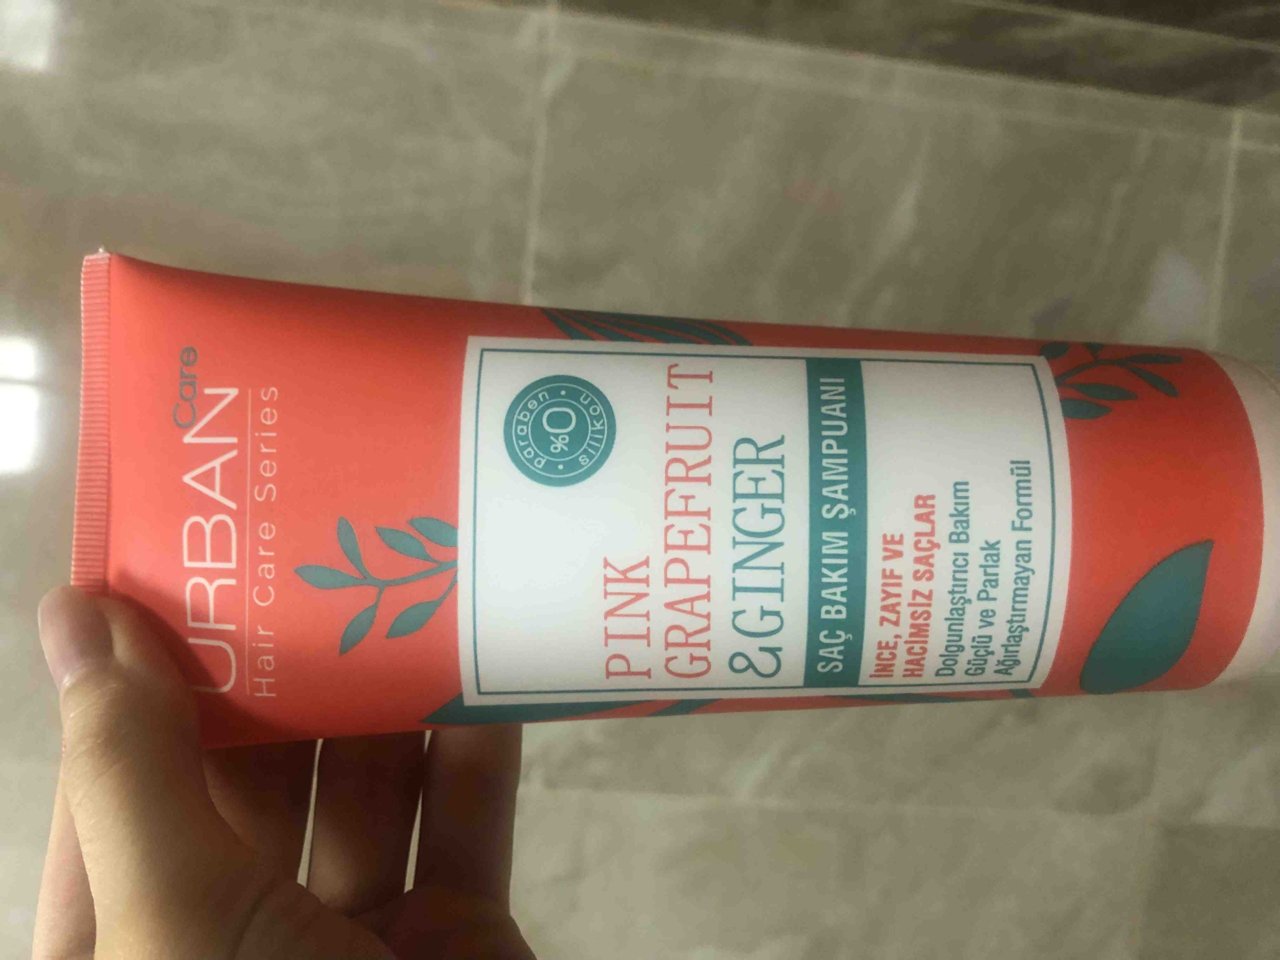 URBAN Care
Hair Care Series
paraben
%0
silikon
PINK
GRAPEFRUIT
&GINGER
SAÇ BAKIM ŞAMPUANI
İNCE, ZAYIF VE
HACİMSİZ SAÇLAR
Dolgunlaştırıcı Bakım
Güçlü ve Parlak
Ağırlaştırmayan Formül